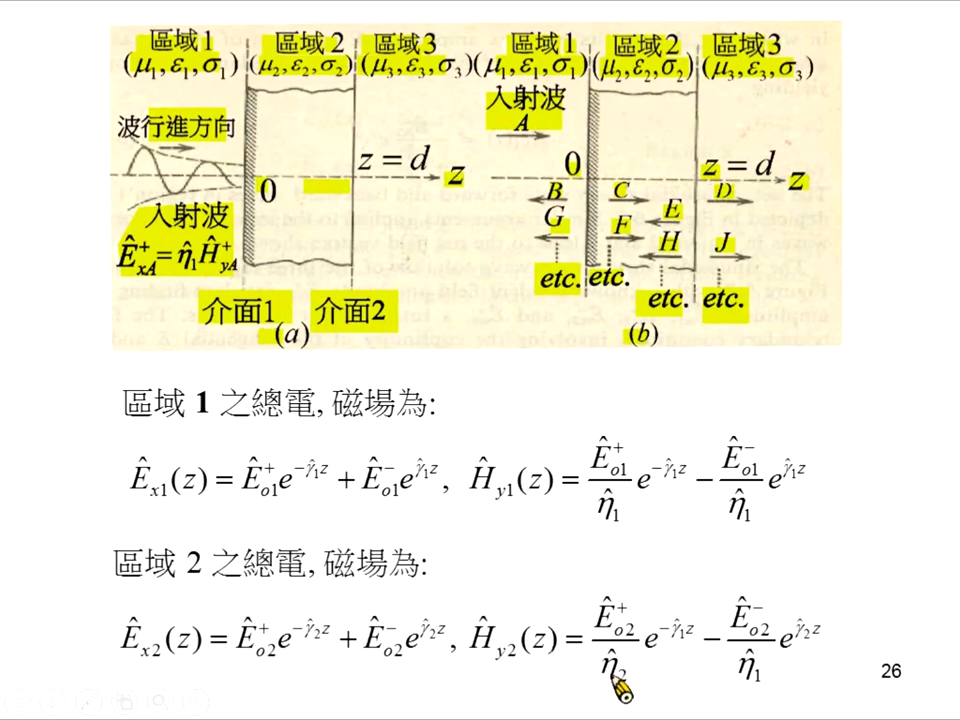 區域1 區域2 區域3 區域1 區域2 區域3
(μ₁,ε₁,σ₁) (μ₂,ε₂,σ₂) (μ₃,ε₃,σ₃) (μ₁,ε₁,σ₁) (μ₂,ε₂,σ₂) (μ₃,ε₃,σ₃)
波行進方向
z = d
z
0
入射波
Ê⁺xA = η̂₁Ĥ⁺yA
介面1 介面2
(a)
入射波
A
0 z = d
z
B C D
G F E
H J
etc. etc.
etc. etc.
(b)
區域 1 之總電, 磁場為:
Êx1(z) = Ê⁺o1 e^(−γ̂₁z) + Ê⁻o1 e^(γ̂₁z) , Ĥy1(z) = (Ê⁺o1/η̂₁) e^(−γ̂₁z) − (Ê⁻o1/η̂₁) e^(γ̂₁z)
區域 2 之總電, 磁場為:
Êx2(z) = Ê⁺o2 e^(−γ̂₂z) + Ê⁻o2 e^(γ̂₂z) , Ĥy2(z) = (Ê⁺o2/η̂₂) e^(−γ̂₁z) − (Ê⁻o2/η̂₁) e^(γ̂₂z)
26